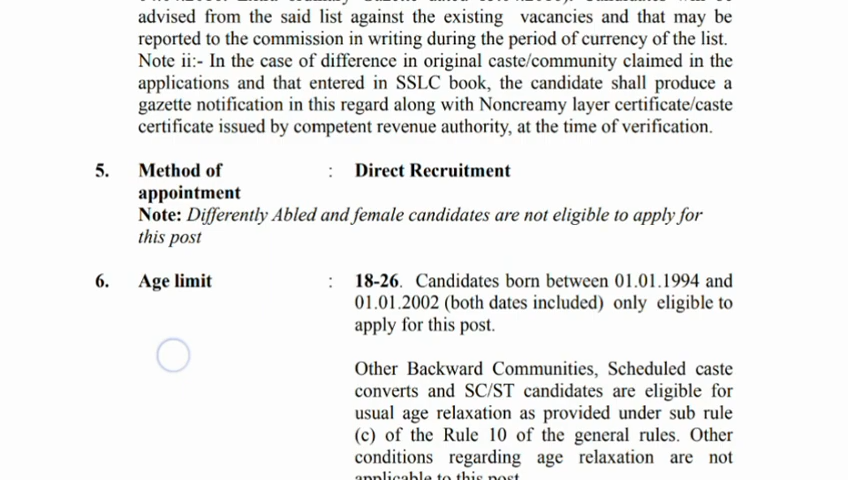 advised from the said list against the existing vacancies and that may be
reported to the commission in writing during the period of currency of the list.
Note ii:- In the case of difference in original caste/community claimed in the
applications and that entered in SSLC book, the candidate shall produce a
gazette notification in this regard along with Noncreamy layer certificate/caste
certificate issued by competent revenue authority, at the time of verification.
5. Method of : Direct Recruitment
appointment
Note: Differently Abled and female candidates are not eligible to apply for
this post
6. Age limit : 18-26. Candidates born between 01.01.1994 and
01.01.2002 (both dates included) only eligible to
apply for this post.
Other Backward Communities, Scheduled caste
converts and SC/ST candidates are eligible for
usual age relaxation as provided under sub rule
(c) of the Rule 10 of the general rules. Other
conditions regarding age relaxation are not
applicable to this post